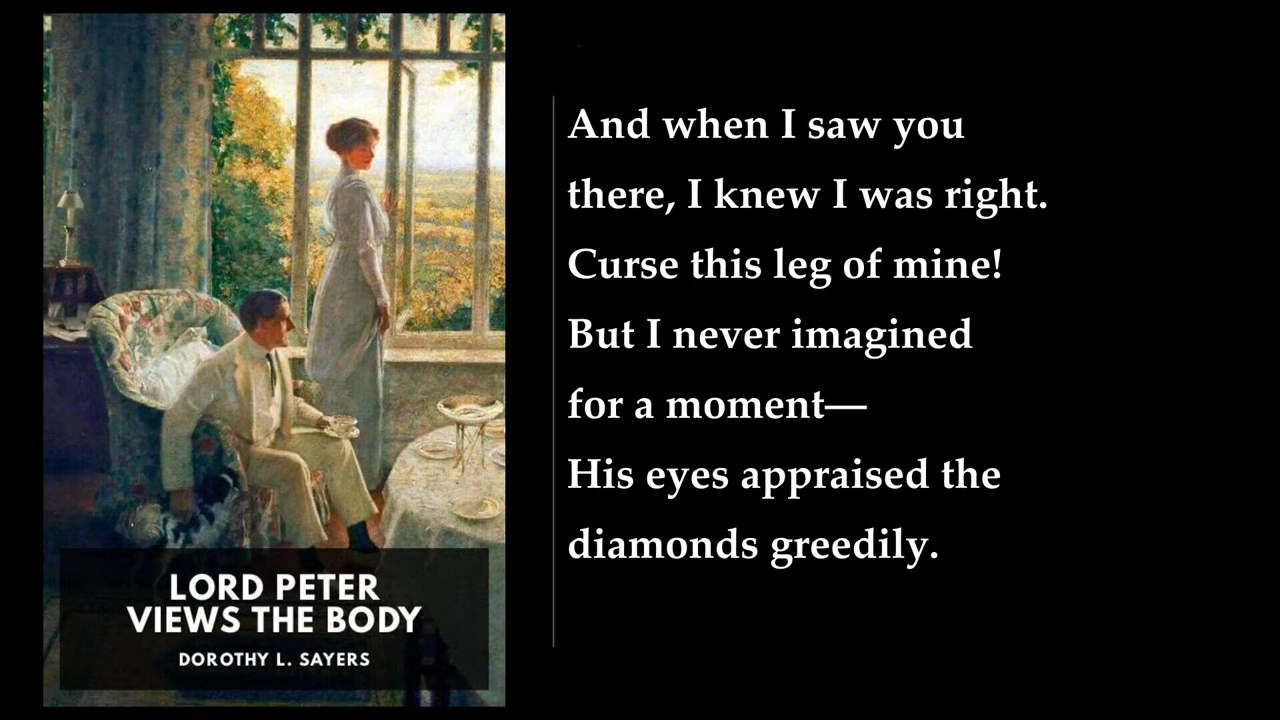 LORD PETER
VIEWS THE BODY
DOROTHY L. SAYERS
And when I saw you
there, I knew I was right.
Curse this leg of mine!
But I never imagined
for a moment—
His eyes appraised the
diamonds greedily.